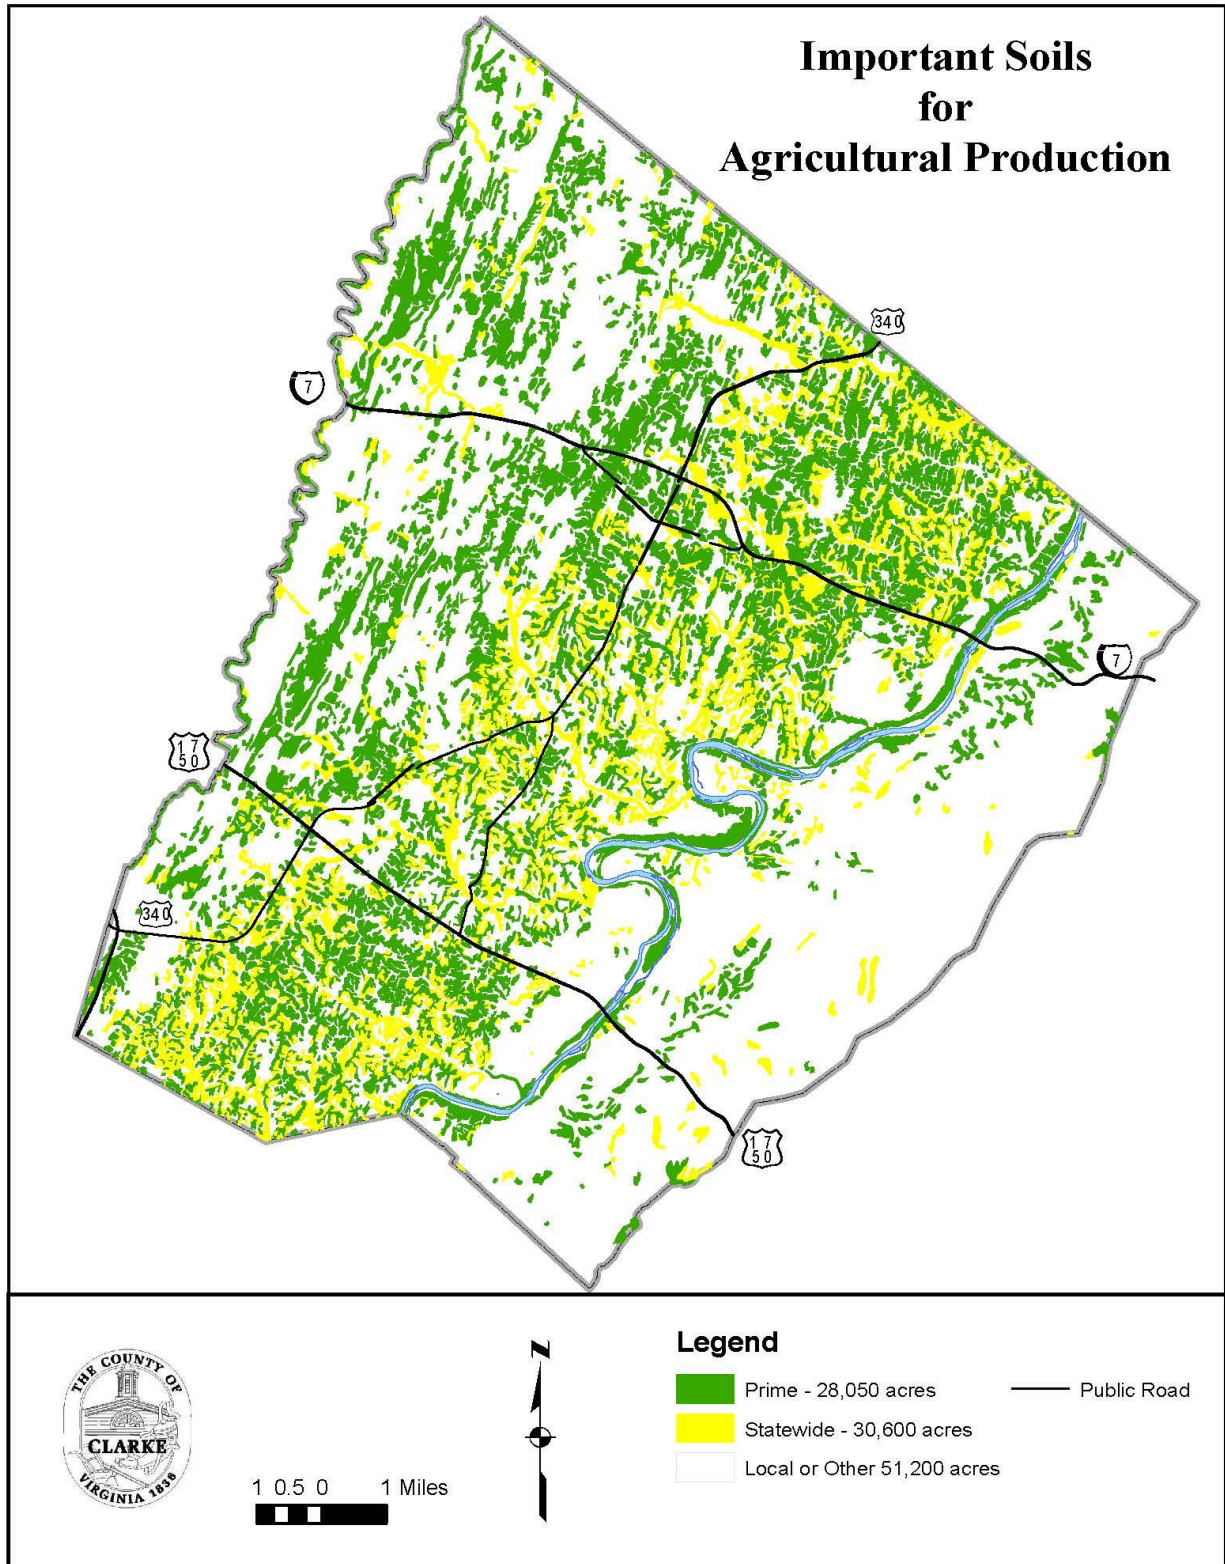 Important Soils
for
Agricultural Production
340
7
7
17
50
340
17
50
THE COUNTY OF
CLARKE
VIRGINIA 1836
1 0.5 0 1 Miles
N
Legend
Prime - 28,050 acres
Public Road
Statewide - 30,600 acres
Local or Other 51,200 acres